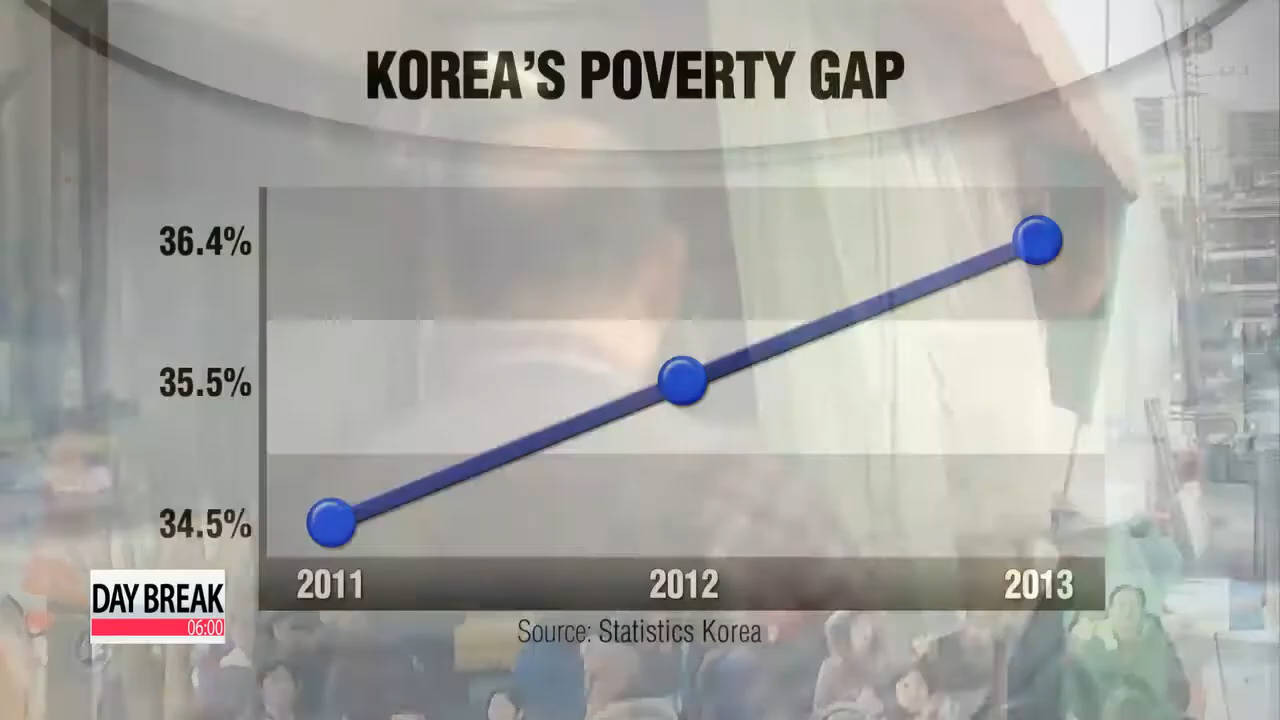 KOREA'S POVERTY GAP
36.4%
35.5%
34.5%
2011 2012 2013
DAY BREAK
06:00
Source: Statistics Korea